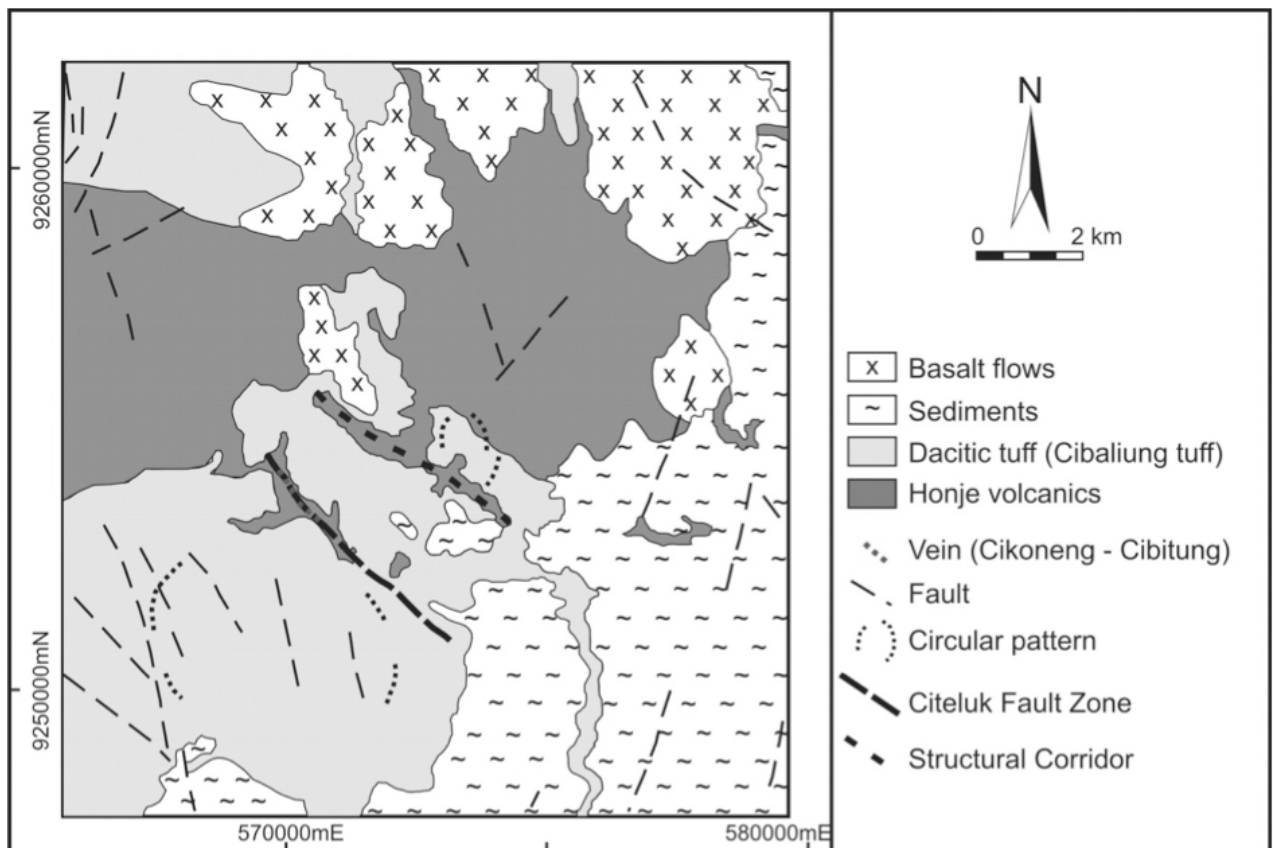 9260000mN
9250000mN
570000mE
580000mE
N
0 2 km
x Basalt flows
~ Sediments
Dacitic tuff (Cibaliung tuff)
Honje volcanics
Vein (Cikoneng - Cibitung)
Fault
Circular pattern
Citeluk Fault Zone
Structural Corridor